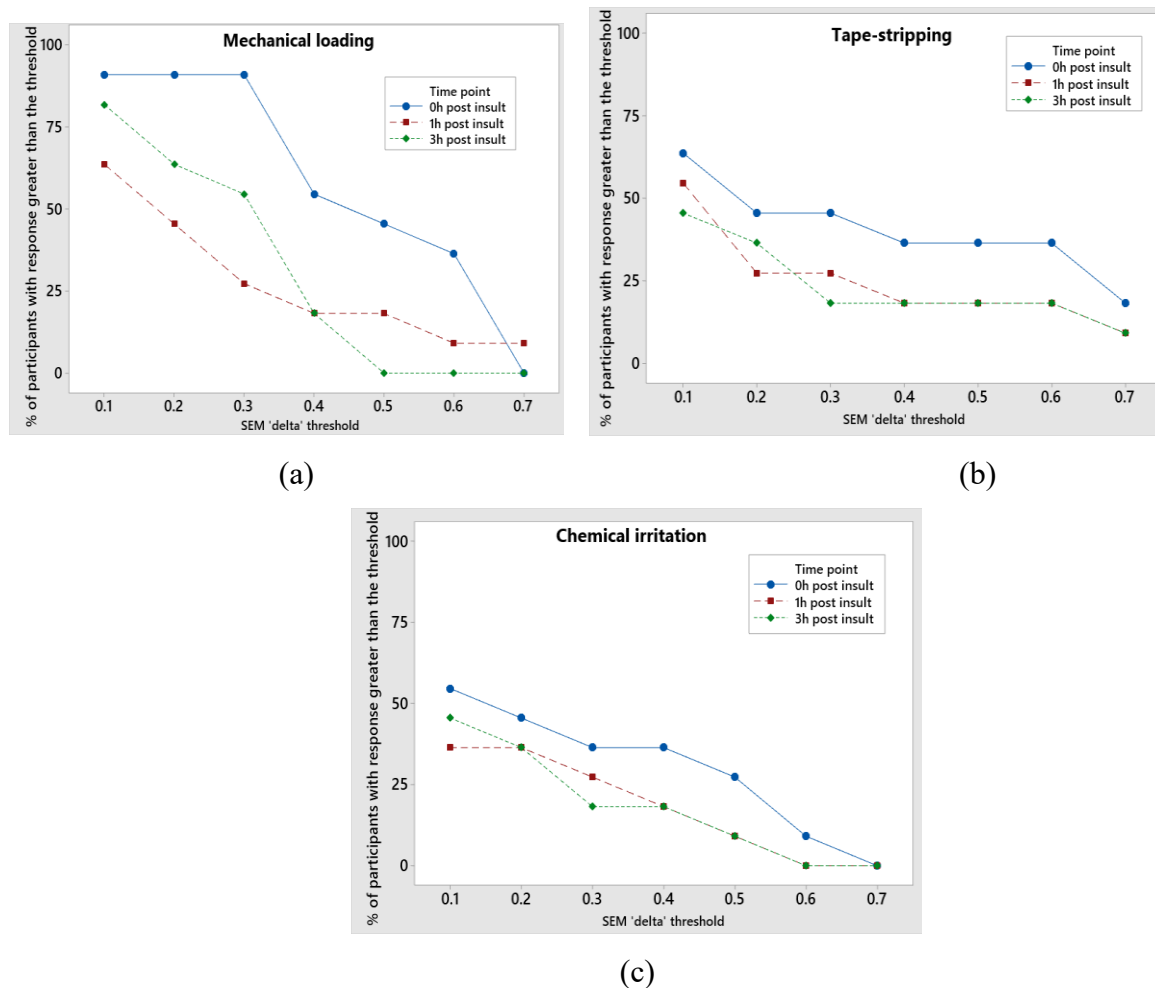 Mechanical loading
% of participants with response greater than the threshold
100
75
50
25
0
Time point
0h post insult
1h post insult
3h post insult
0.1 0.2 0.3 0.4 0.5 0.6 0.7
SEM 'delta' threshold
(a)
Tape-stripping
% of participants with response greater than the threshold
100
75
50
25
0
Time point
0h post insult
1h post insult
3h post insult
0.1 0.2 0.3 0.4 0.5 0.6 0.7
SEM 'delta' threshold
(b)
Chemical irritation
% of participants with response greater than the threshold
100
75
50
25
0
Time point
0h post insult
1h post insult
3h post insult
0.1 0.2 0.3 0.4 0.5 0.6 0.7
SEM 'delta' threshold
(c)